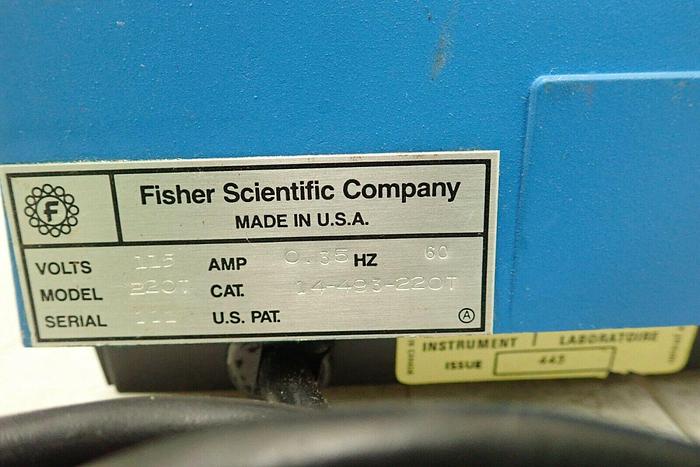 F
Fisher Scientific Company
MADE IN U.S.A.
VOLTS 115 AMP 0.35 HZ 60
MODEL 220T CAT. 14-493-220T
SERIAL 111 U.S. PAT. A
INSTRUMENT LABORATOIRE
ISSUE 443